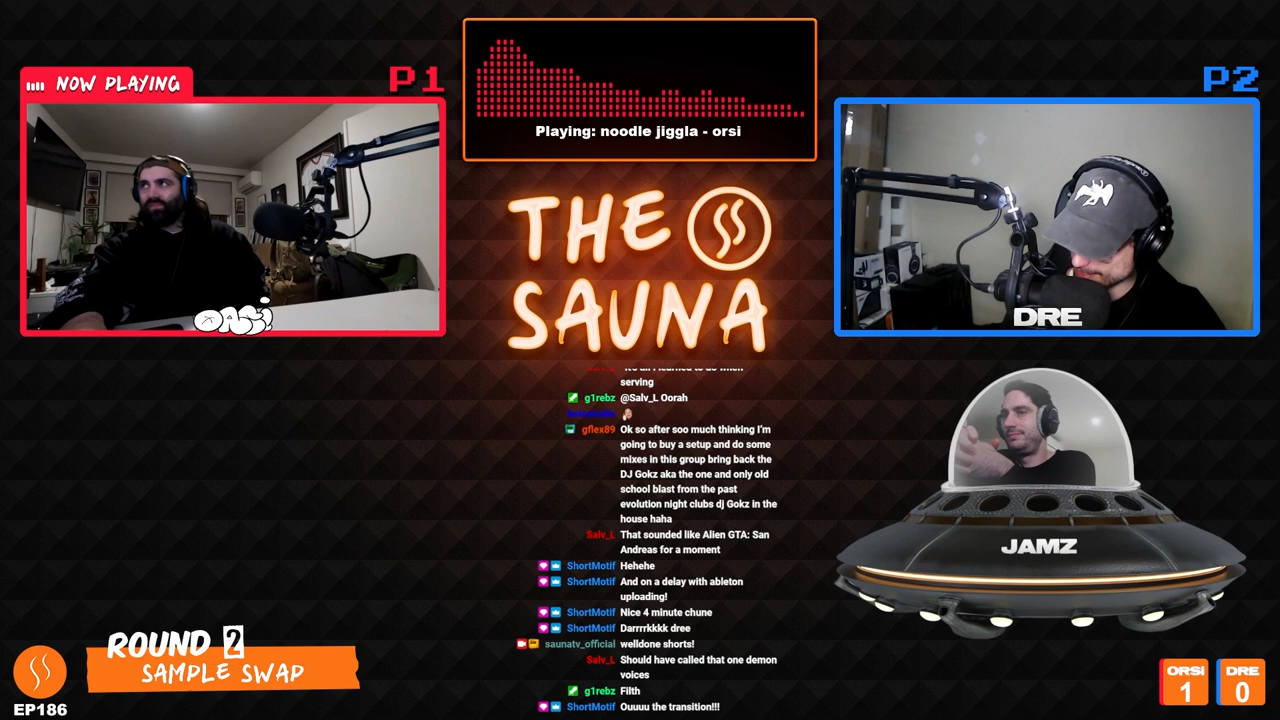 NOW PLAYING
P1
Playing: noodle jiggla - orsi
P2
THE
SAUNA
ORSI
DRE
serving
g1rebz @Salv_L Oorah
gflex89 Ok so after soo much thinking I'm
going to buy a setup and do some
mixes in this group bring back the
DJ Gokz aka the one and only old
school blast from the past
evolution night clubs dj Gokz in the
house haha
Salv_L That sounded like Alien GTA: San
Andreas for a moment
ShortMotif Hehehe
ShortMotif And on a delay with ableton
uploading!
ShortMotif Nice 4 minute chune
ShortMotif Darrrrkkkk dree
saunatv_official welldone shorts!
Salv_L Should have called that one demon
voices
g1rebz Filth
ShortMotif Ouuuu the transition!!!
JAMZ
ROUND 2
SAMPLE SWAP
EP186
ORSI
1
DRE
0